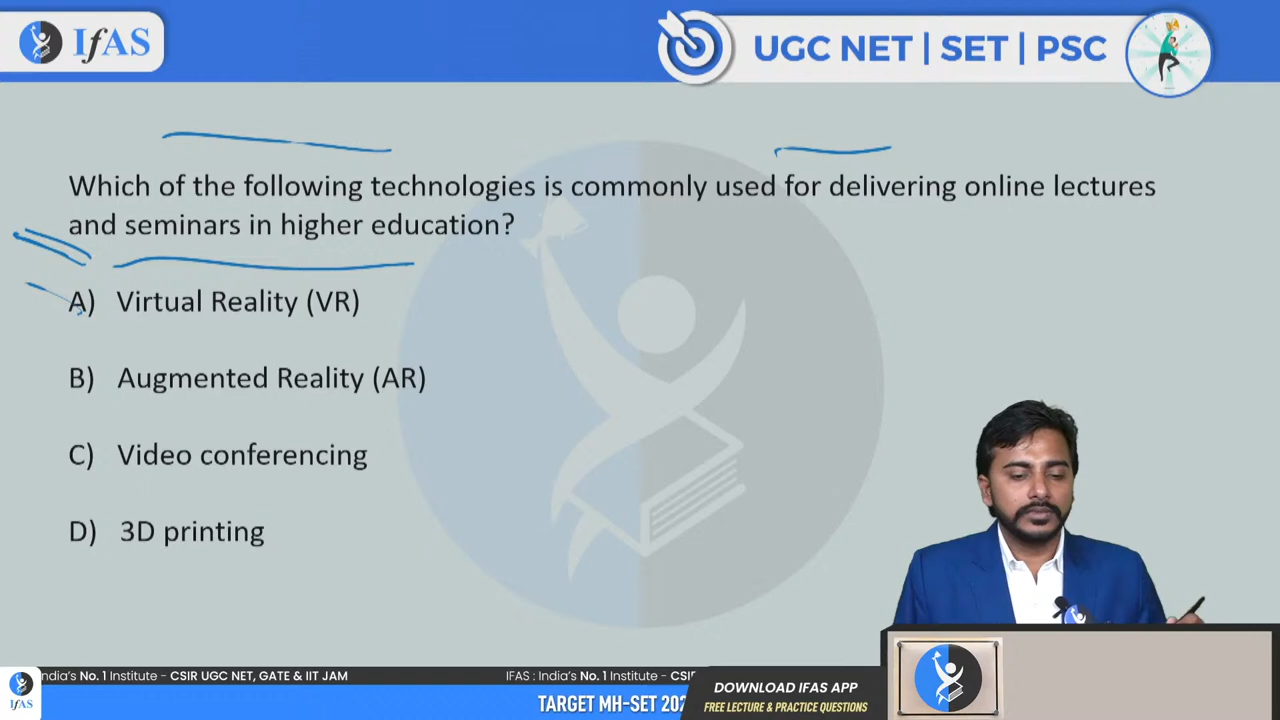 IfAS
UGC NET | SET | PSC
Which of the following technologies is commonly used for delivering online lectures
and seminars in higher education?
A) Virtual Reality (VR)
B) Augmented Reality (AR)
C) Video conferencing
D) 3D printing
ndia's No. 1 Institute - CSIR UGC NET, GATE & IIT JAM
IFAS : India's No. 1 Institute - CSI
IfAS
TARGET MH-SET 202
DOWNLOAD IFAS APP
FREE LECTURE & PRACTICE QUESTIONS